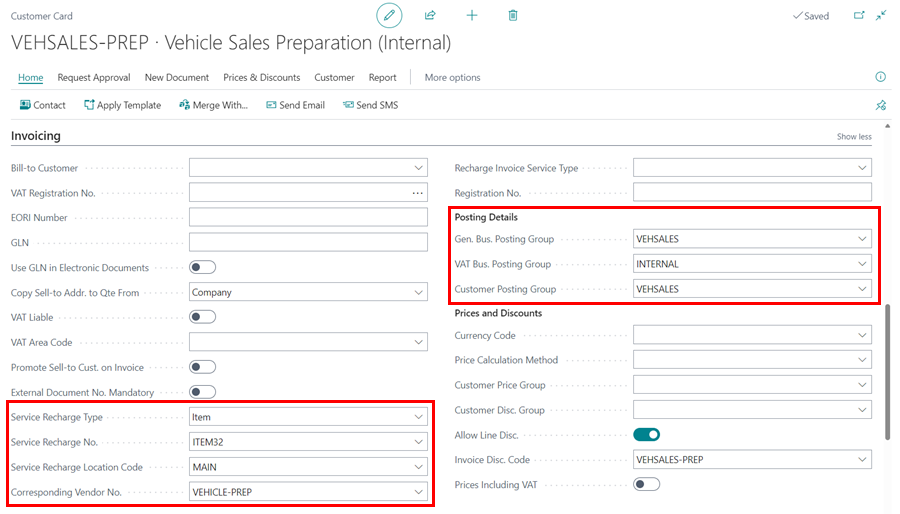 Customer Card
Saved
VEHSALES-PREP · Vehicle Sales Preparation (Internal)
Home Request Approval New Document Prices & Discounts Customer Report More options
Contact Apply Template Merge With... Send Email Send SMS
Invoicing
Show less
Bill-to Customer
VAT Registration No.
EORI Number
GLN
Use GLN in Electronic Documents
Copy Sell-to Addr. to Qte From Company
VAT Liable
VAT Area Code
Promote Sell-to Cust. on Invoice
External Document No. Mandatory
Service Recharge Type Item
Service Recharge No. ITEM32
Service Recharge Location Code MAIN
Corresponding Vendor No. VEHICLE-PREP
Recharge Invoice Service Type
Registration No.
Posting Details
Gen. Bus. Posting Group VEHSALES
VAT Bus. Posting Group INTERNAL
Customer Posting Group VEHSALES
Prices and Discounts
Currency Code
Price Calculation Method
Customer Price Group
Customer Disc. Group
Allow Line Disc.
Invoice Disc. Code VEHSALES-PREP
Prices Including VAT